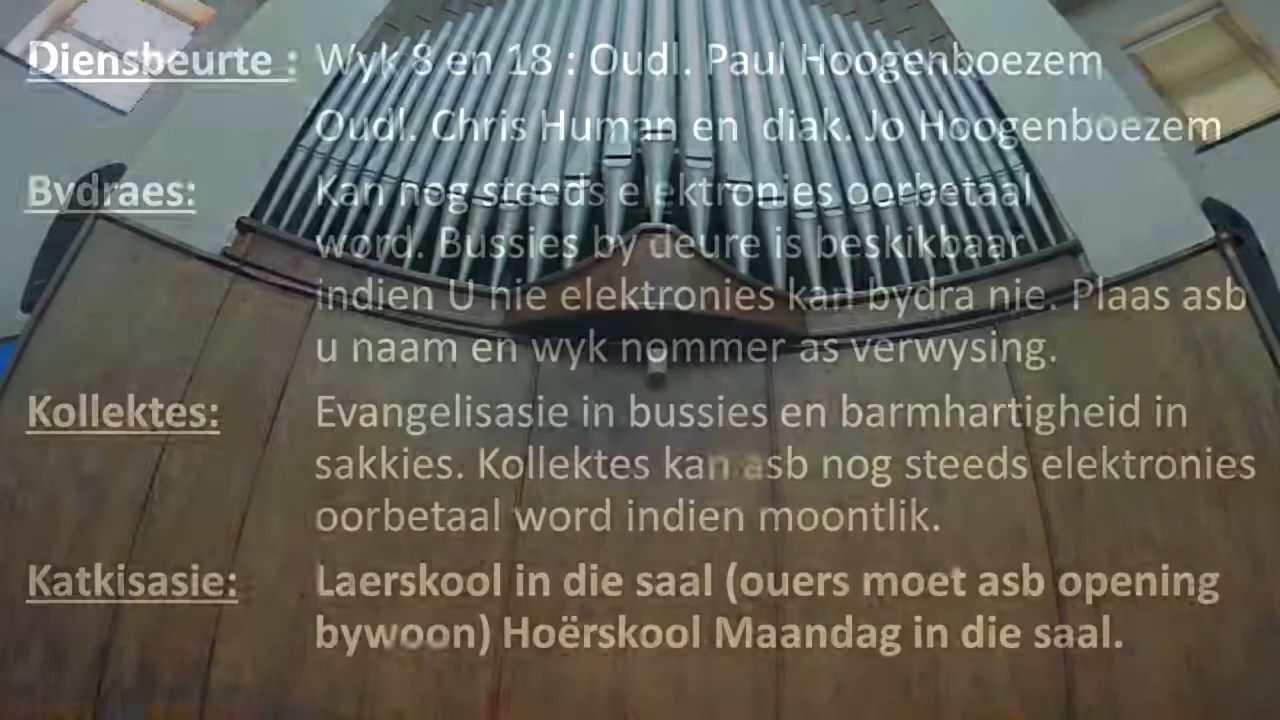 Diensbeurte : Wyk 8 en 18 : Oudl. Paul Hoogenboezem
Oudl. Chris Human en diak. Jo Hoogenboezem
Bydraes: Kan nog steeds elektronies oorbetaal
word. Bussies by deure is beskikbaar
indien U nie elektronies kan bydra nie. Plaas asb
u naam en wyk nommer as verwysing.
Kollektes: Evangelisasie in bussies en barmhartigheid in
sakkies. Kollektes kan asb nog steeds elektronies
oorbetaal word indien moontlik.
Katkisasie: Laerskool in die saal (ouers moet asb opening
bywoon) Hoërskool Maandag in die saal.